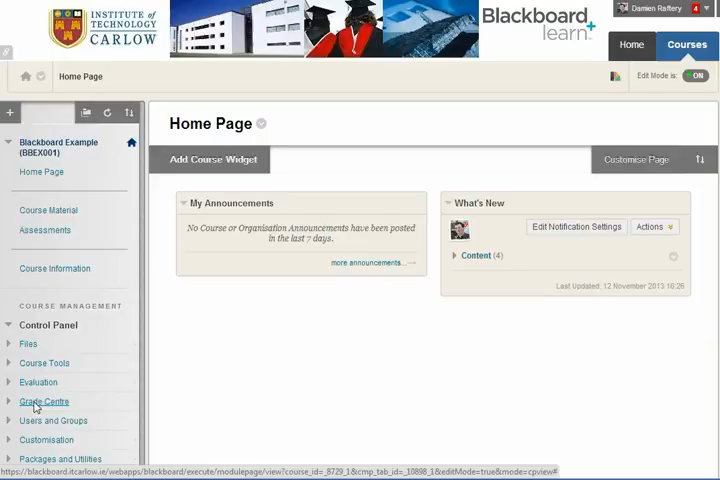 INSTITUTE of
TECHNOLOGY
CARLOW
Blackboard
learn+
Damien Raffery
4
Home
Courses
Home Page
Edit Mode is:
ON
Blackboard Example
(BBEX001)
Home Page
Course Material
Assessments
Course Information
COURSE MANAGEMENT
Control Panel
Files
Course Tools
Evaluation
Grade Centre
Users and Groups
Customisation
Packages and Utilities
Home Page
Add Course Widget
Customise Page
My Announcements
No Course or Organisation Announcements have been posted
in the last 7 days.
more announcements...
What's New
Edit Notification Settings
Actions
Content (4)
Last Updated: 12 November 2013 16:26
https://blackboard.itcarlow.ie/webapps/blackboard/execute/modulepage/view?course_id=_8729_1&cmp_tab_id=_10898_1&editMode=true&mode=cpview#